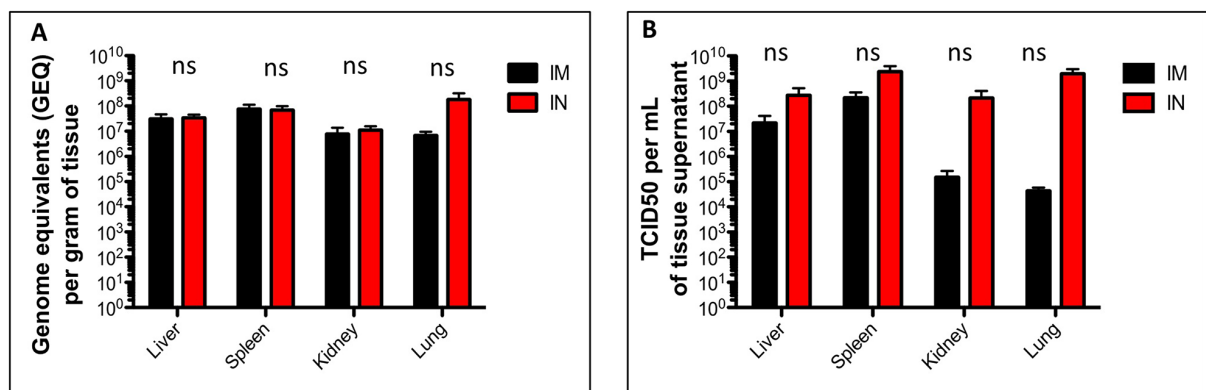 A
Genome equivalents (GEQ)
per gram of tissue
10^10
10^9
10^8
10^7
10^6
10^5
10^4
10^3
10^2
10^1
10^0
ns ns ns ns
Liver Spleen Kidney Lung
IM
IN
B
TCID50 per mL
of tissue supernatant
10^10
10^9
10^8
10^7
10^6
10^5
10^4
10^3
10^2
10^1
10^0
ns ns ns ns
Liver Spleen Kidney Lung
IM
IN